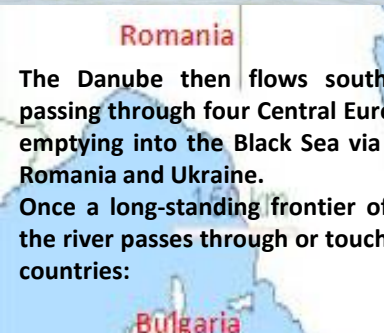 Romania
The Danube then flows south
passing through four Central Euro
emptying into the Black Sea via
Romania and Ukraine.
Once a long-standing frontier of
the river passes through or touch
countries:
Bulgaria